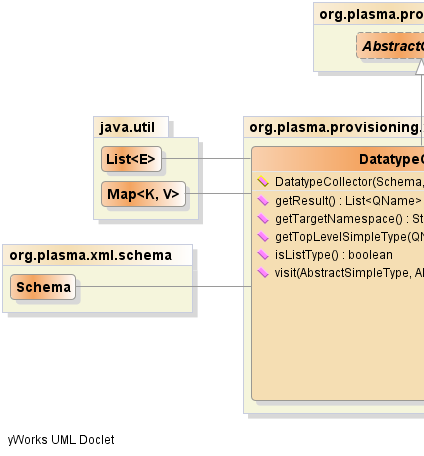 org.plasma.pro
AbstractC
java.util
List<E>
Map<K, V>
org.plasma.provisioning.
DatatypeC
DatatypeCollector(Schema,
getResult() : List<QName>
getTargetNamespace() : St
getTopLevelSimpleType(QN
isListType() : boolean
visit(AbstractSimpleType, Al
org.plasma.xml.schema
Schema
yWorks UML Doclet